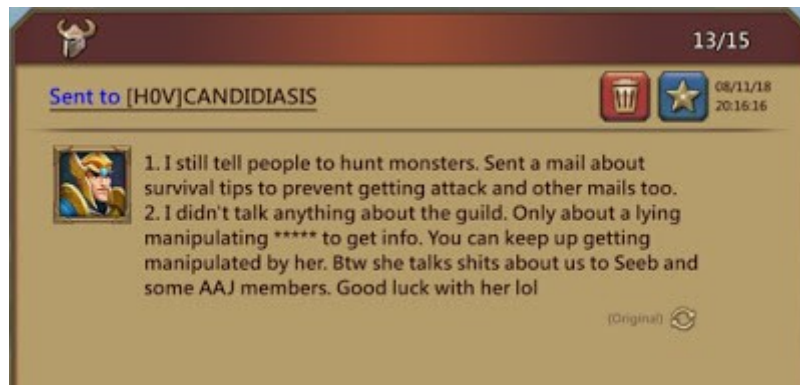 13/15
Sent to [H0V]CANDIDIASIS
08/11/18
20:16:16
1. I still tell people to hunt monsters. Sent a mail about
survival tips to prevent getting attack and other mails too.
2. I didn't talk anything about the guild. Only about a lying
manipulating ***** to get info. You can keep up getting
manipulated by her. Btw she talks shits about us to Seeb and
some AAJ members. Good luck with her lol
(Original)